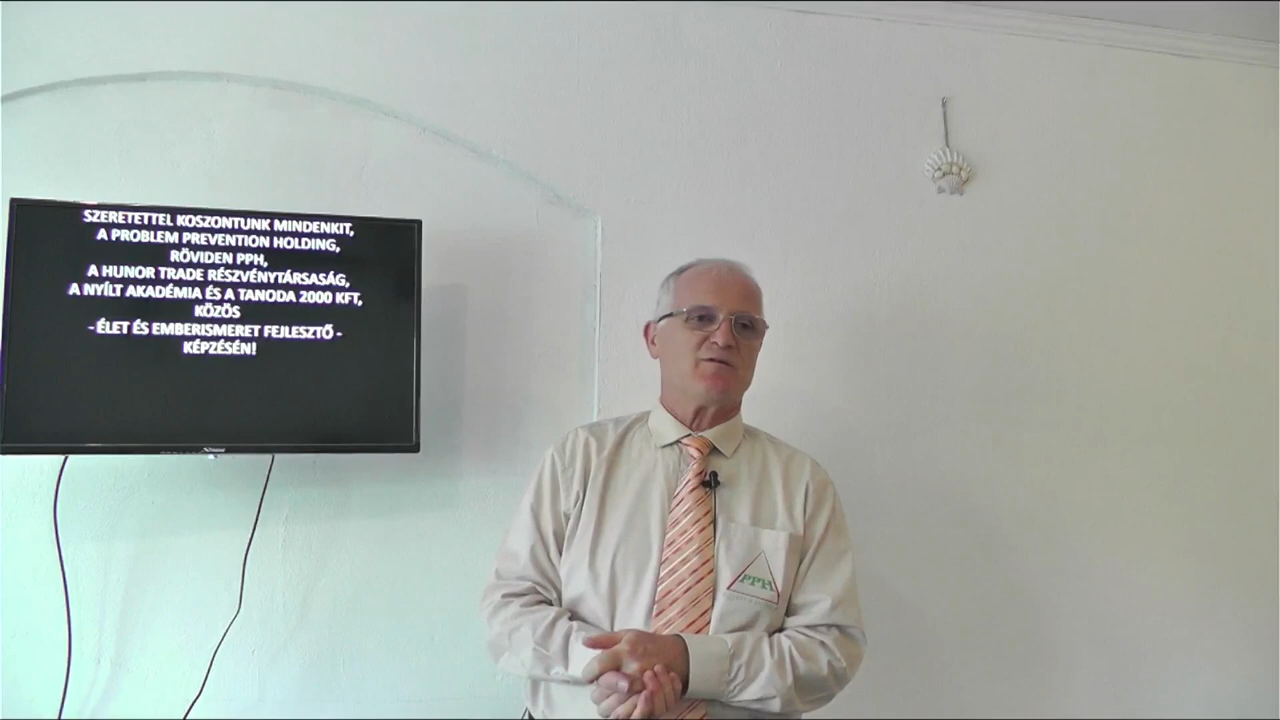 SZERETETTEL KOSZONTUNK MINDENKIT,
A PROBLEM PREVENTION HOLDING,
RÖVIDEN PPH,
A HUNOR TRADE RÉSZVÉNYTÁRSASÁG,
A NYÍLT AKADÉMIA ÉS A TANODA 2000 KFT,
KÖZÖS
- ÉLET ÉS EMBERISMERET FEJLESZTŐ -
KÉPZÉSÉN!
PPH